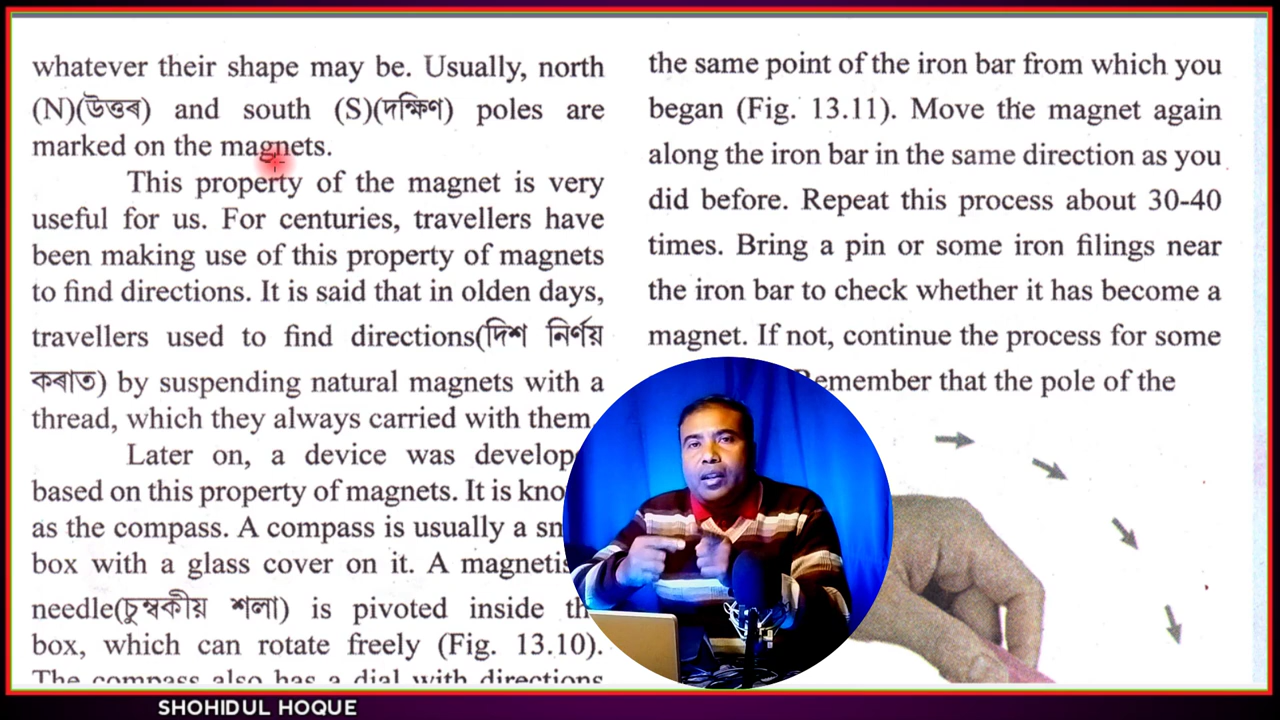 whatever their shape may be. Usually, north
(N)(উত্তৰ) and south (S)(দক্ষিণ) poles are
marked on the magnets.
This property of the magnet is very
useful for us. For centuries, travellers have
been making use of this property of magnets
to find directions. It is said that in olden days,
travellers used to find directions(দিশ নিৰ্ণয়
কৰাত) by suspending natural magnets with a
thread, which they always carried with them
Later on, a device was develope
based on this property of magnets. It is kno
as the compass. A compass is usually a sm
box with a glass cover on it. A magnetis
needle(চুম্বকীয় শলা) is pivoted inside th
box, which can rotate freely (Fig. 13.10).
The compass also has a dial with directions
the same point of the iron bar from which you
began (Fig. 13.11). Move the magnet again
along the iron bar in the same direction as you
did before. Repeat this process about 30-40
times. Bring a pin or some iron filings near
the iron bar to check whether it has become a
magnet. If not, continue the process for some
Remember that the pole of the
SHOHIDUL HOQUE